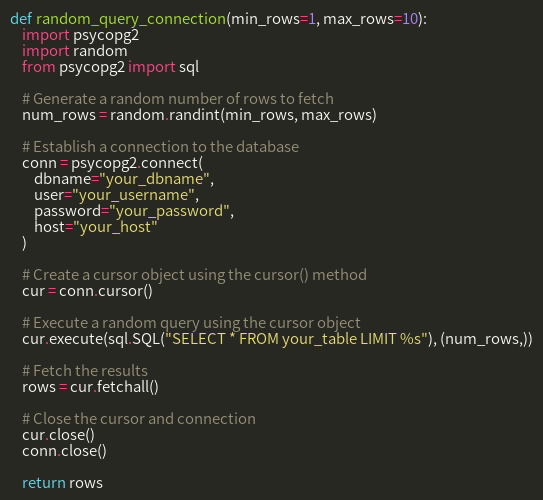 def random_query_connection(min_rows=1, max_rows=10):
    import psycopg2
    import random
    from psycopg2 import sql

    # Generate a random number of rows to fetch
    num_rows = random.randint(min_rows, max_rows)

    # Establish a connection to the database
    conn = psycopg2.connect(
        dbname="your_dbname",
        user="your_username",
        password="your_password",
        host="your_host"
    )

    # Create a cursor object using the cursor() method
    cur = conn.cursor()

    # Execute a random query using the cursor object
    cur.execute(sql.SQL("SELECT * FROM your_table LIMIT %s"), (num_rows,))

    # Fetch the results
    rows = cur.fetchall()

    # Close the cursor and connection
    cur.close()
    conn.close()

    return rows